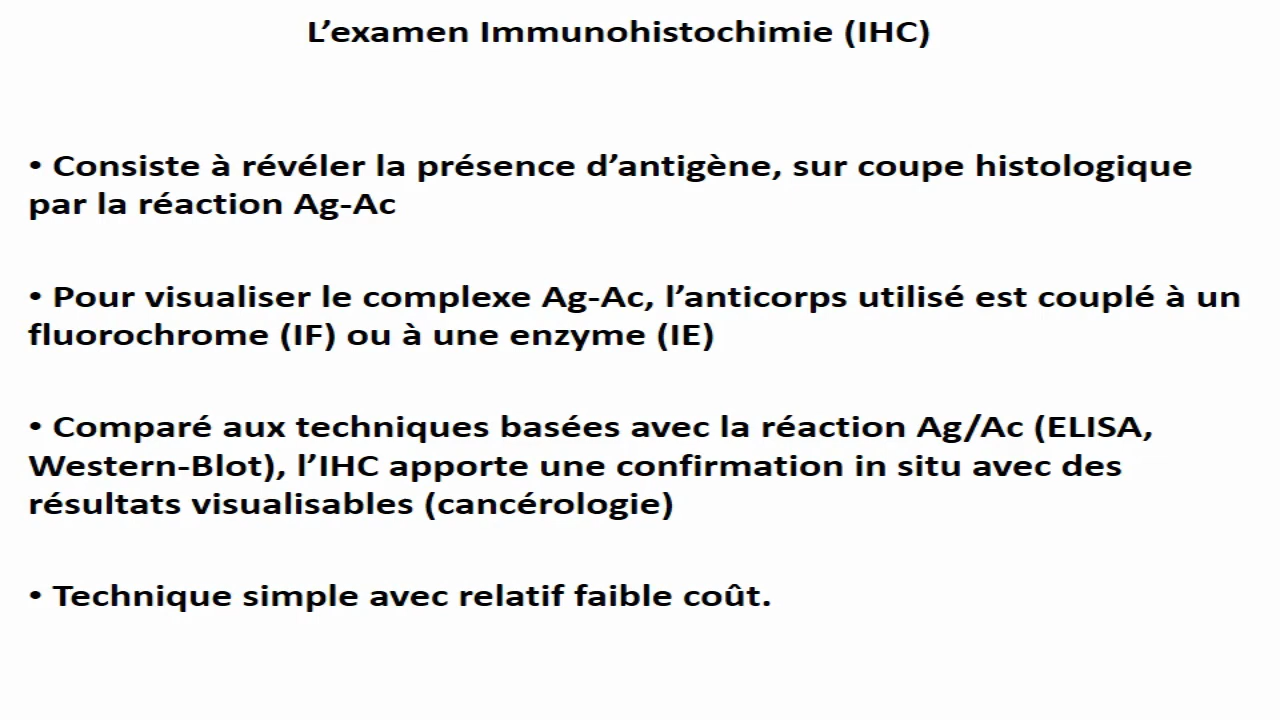 L’examen Immunohistochimie (IHC)
• Consiste à révéler la présence d’antigène, sur coupe histologique
par la réaction Ag-Ac
• Pour visualiser le complexe Ag-Ac, l’anticorps utilisé est couplé à un
fluorochrome (IF) ou à une enzyme (IE)
• Comparé aux techniques basées avec la réaction Ag/Ac (ELISA,
Western-Blot), l’IHC apporte une confirmation in situ avec des
résultats visualisables (cancérologie)
• Technique simple avec relatif faible coût.